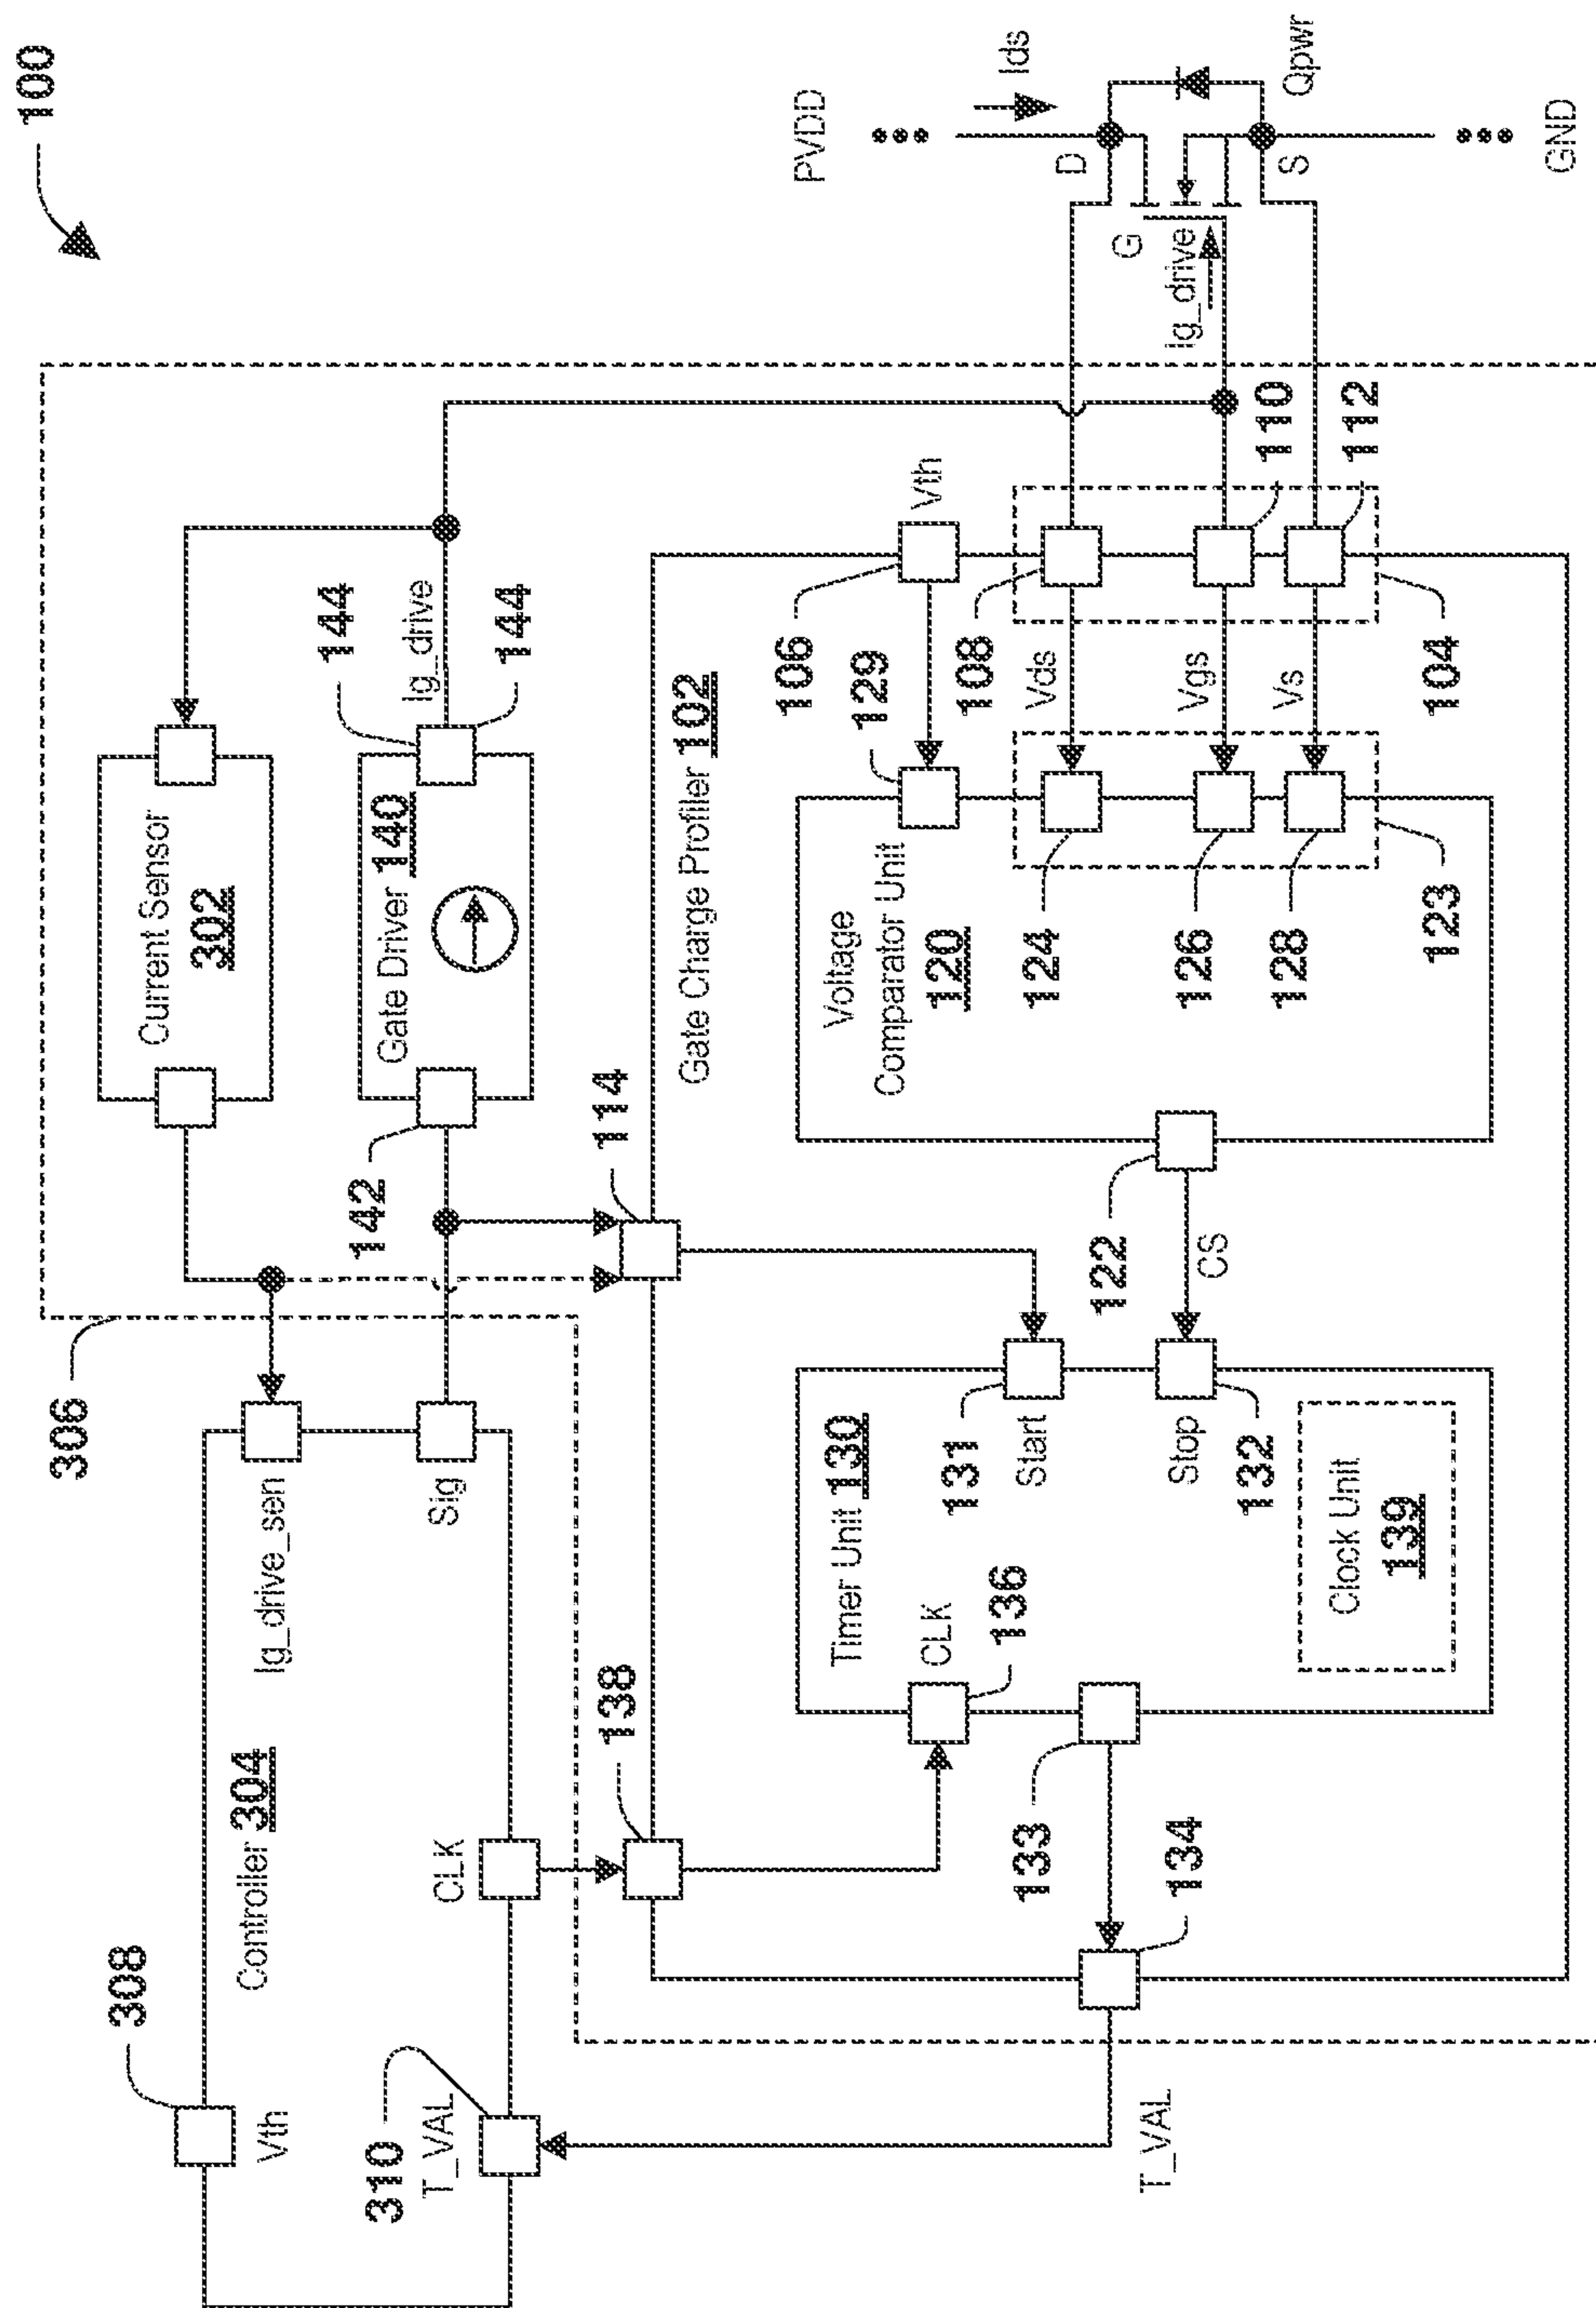 100
306
Current Sensor
302
308
Vth
Controller 304
Ig_drive_sen
Sig
CLK
310
T_VAL
Gate Driver 140
142
144
Ig_drive
144
114
138
Gate Charge Profiler 102
106
Vth
129
108
Vds
Vgs
Vs
104
110
112
Voltage
Comparator Unit
120
124
126
128
123
122
CS
Timer Unit 130
131
Start
Stop
132
CLK
136
Clock Unit
139
133
134
T_VAL
PVDD
Ids
D
G
Ig_drive
S
Qpwr
GND